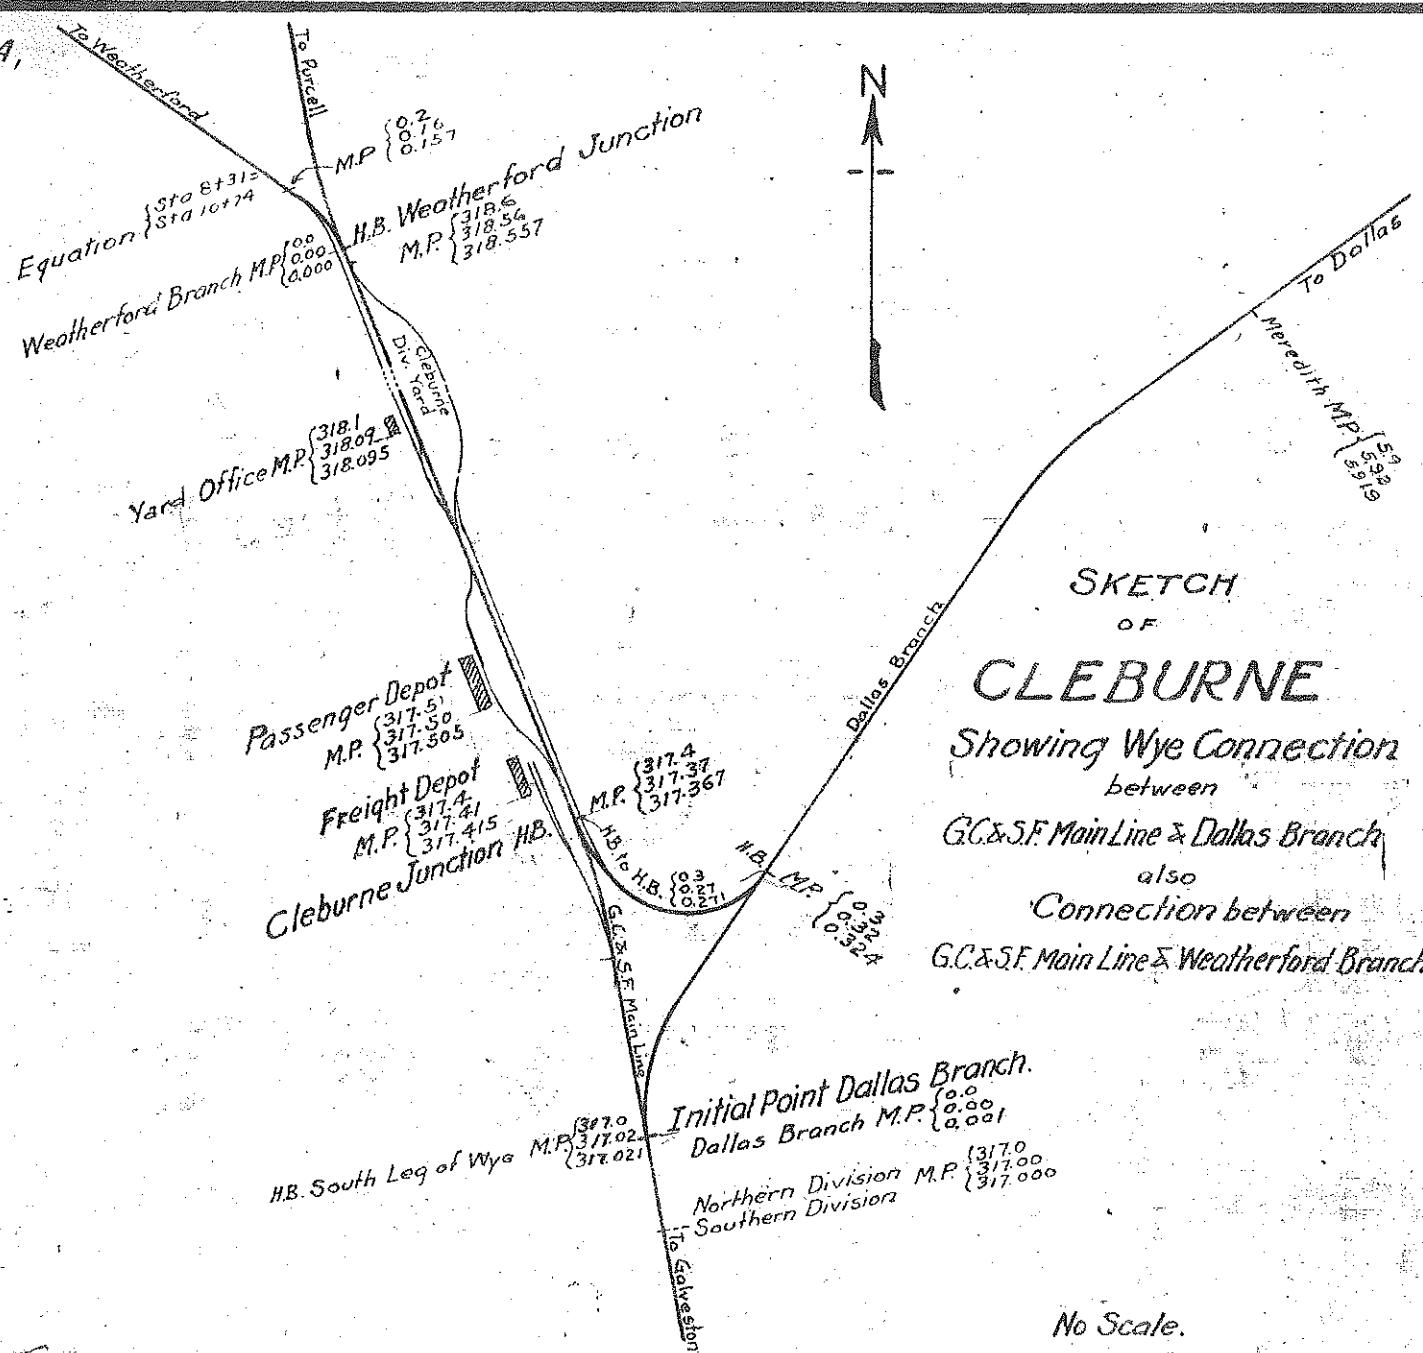 A,
To Weatherford
To Purcell
M.P. { 0.2
0.16
0.157
N
Equation { Sta 8+31=
Sta 10+74
H.B. Weatherford Junction
M.P. { 318.6
318.56
318.557
Weatherford Branch M.P. { 0.0
0.00
0.000
To Dallas
Meredith M.P. { 5.9
5.92
5.919
Cleburne
Div. Yard
Yard Office M.P. { 318.1
318.09
318.095
SKETCH
OF
CLEBURNE
Showing Wye Connection
between
G.C.&S.F. Main Line & Dallas Branch
also
Connection between
G.C.&S.F. Main Line & Weatherford Branch
Dallas Branch
Passenger Depot
M.P. { 317.5
317.50
317.505
Freight Depot
M.P. { 317.4
317.41
317.415
Cleburne Junction H.B.
M.P. { 317.4
317.37
317.367
H.B. to H.B. { 0.3
0.27
0.271
H.B. M.P. { 0.3
0.32
0.324
G.C. & S.F. Main Line
Initial Point Dallas Branch.
Dallas Branch M.P. { 0.0
0.00
0.001
H.B. South Leg of Wye M.P. { 317.0
317.02
317.021
Northern Division M.P. { 317.0
Southern Division 317.00
317.000
To Galveston
No Scale.